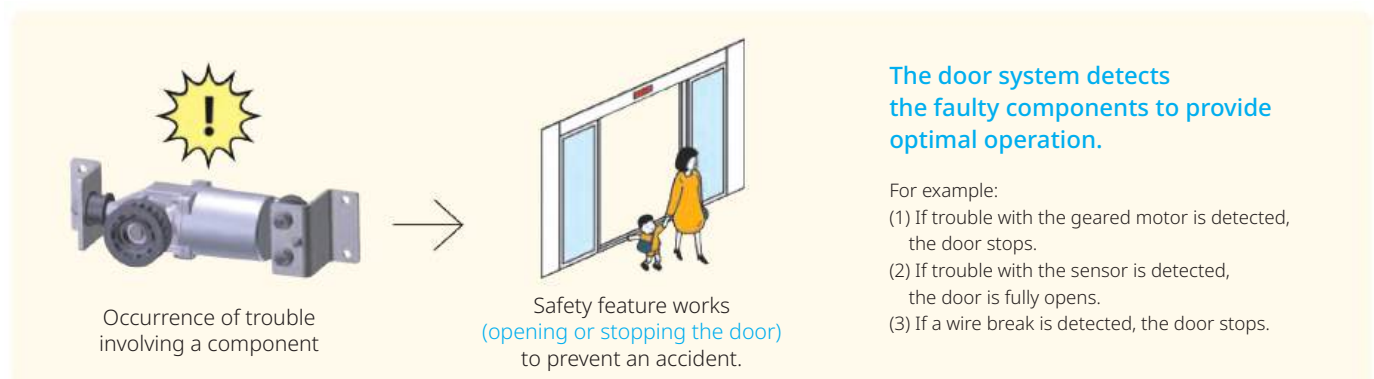 !
Occurrence of trouble
involving a component
Safety feature works
(opening or stopping the door)
to prevent an accident.
The door system detects
the faulty components to provide
optimal operation.
For example:
(1) If trouble with the geared motor is detected,
the door stops.
(2) If trouble with the sensor is detected,
the door is fully opens.
(3) If a wire break is detected, the door stops.